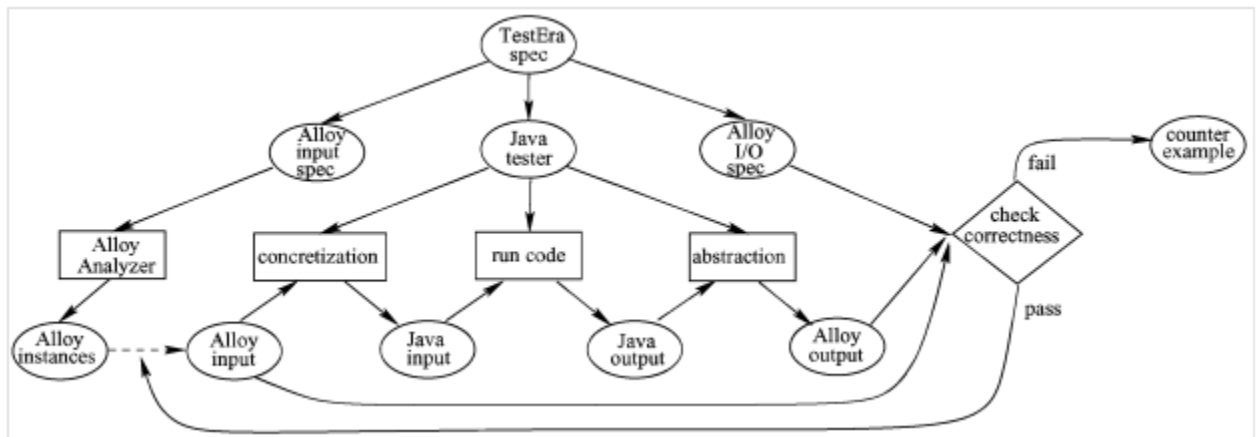 TestEra
spec
Alloy
input
spec
Java
tester
Alloy
I/O
spec
counter
example
fail
check
correctness
Alloy
Analyzer
concretization
run code
abstraction
pass
Alloy
instances
Alloy
input
Java
input
Java
output
Alloy
output